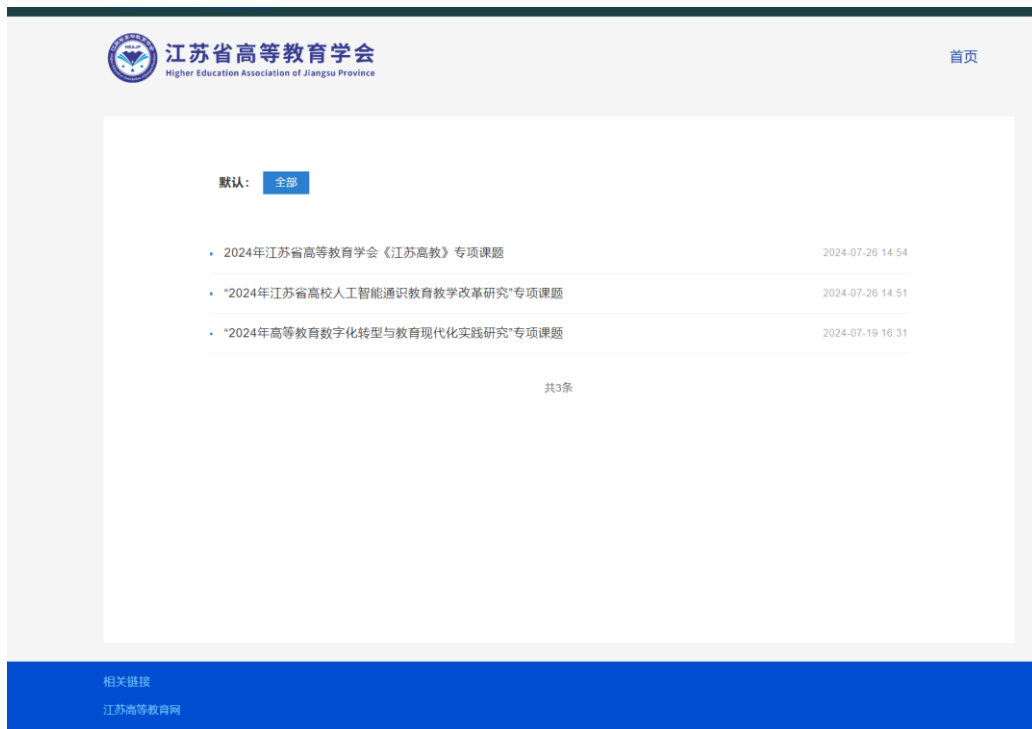 江苏省高等教育学会
Higher Education Association of Jiangsu Province
首页
默认： 全部
2024年江苏省高等教育学会《江苏高教》专项课题 2024-07-26 14:54
“2024年江苏省高校人工智能通识教育教学改革研究”专项课题 2024-07-26 14:51
“2024年高等教育数字化转型与教育现代化实践研究”专项课题 2024-07-19 16:31
共3条
相关链接
江苏高等教育网